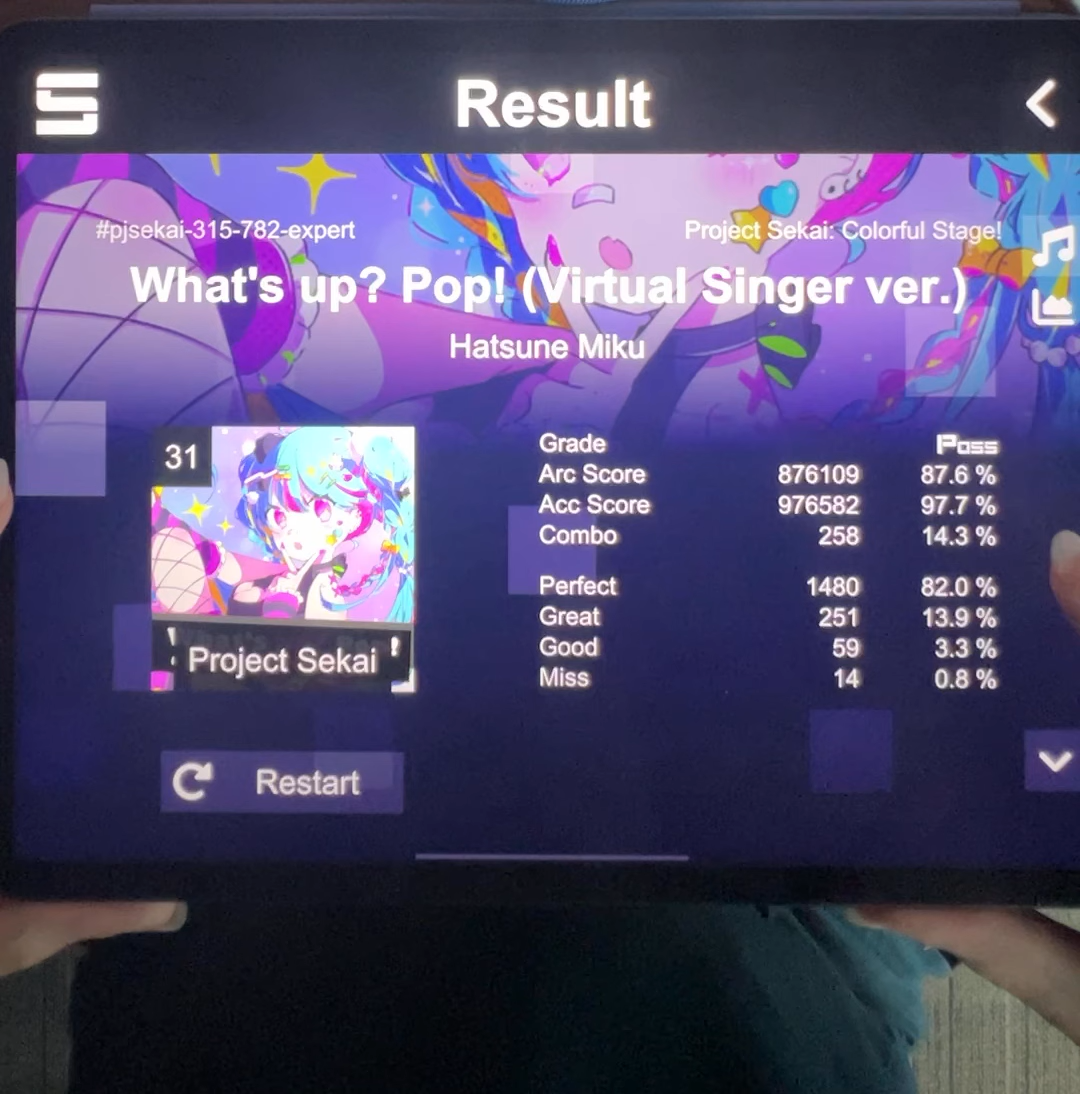 Result
#pjsekai-315-782-expert
Project Sekai: Colorful Stage!
What's up? Pop! (Virtual Singer ver.)
Hatsune Miku
31
Project Sekai
Restart
Grade Pass
Arc Score 876109 87.6 %
Acc Score 976582 97.7 %
Combo 258 14.3 %
Perfect 1480 82.0 %
Great 251 13.9 %
Good 59 3.3 %
Miss 14 0.8 %